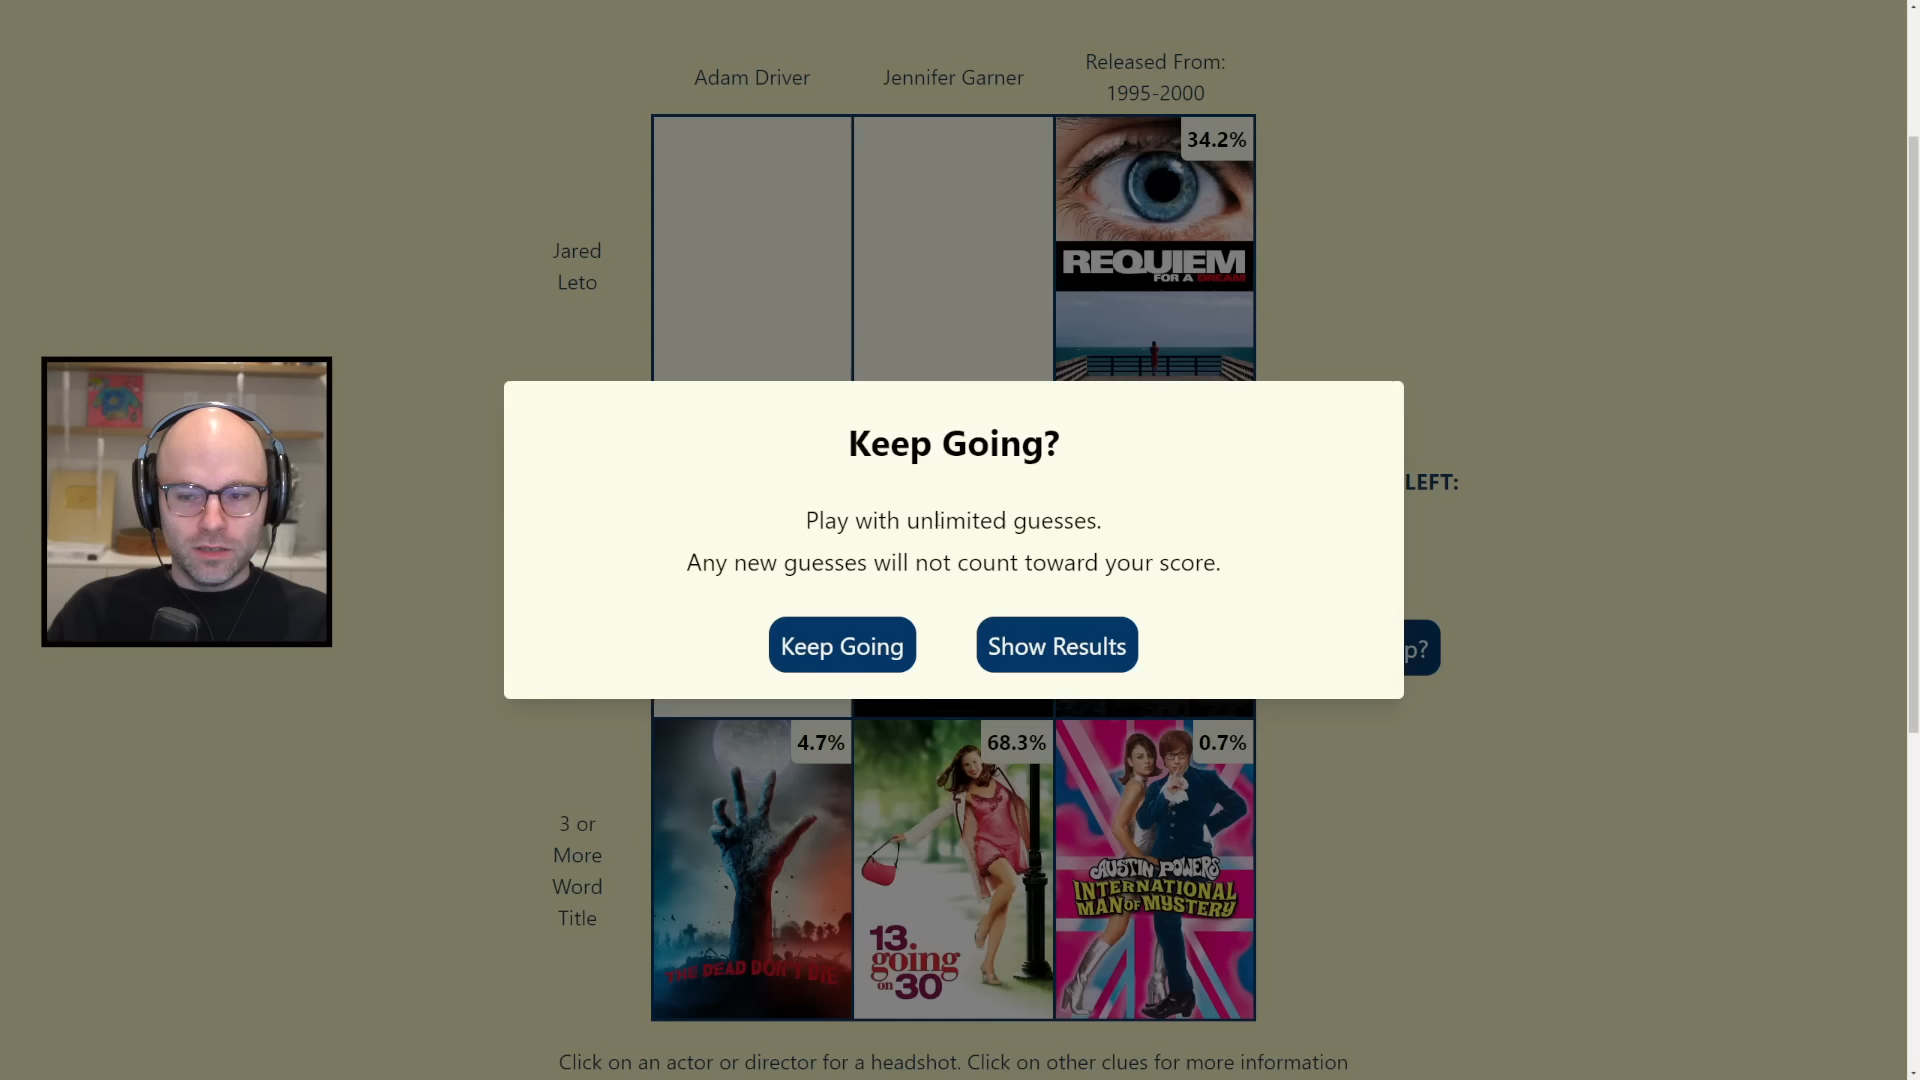 Adam Driver
Jennifer Garner
Released From:
1995-2000
34.2%
Jared
Leto
REQUIEM
FOR A DREAM
Keep Going?
LEFT:
Play with unlimited guesses.
Any new guesses will not count toward your score.
Keep Going
Show Results
p?
4.7%
68.3%
0.7%
3 or
More
Word
Title
THE DEAD DON'T DIE
13
going
on 30
AUSTIN POWERS
INTERNATIONAL
MAN OF MYSTERY
Click on an actor or director for a headshot. Click on other clues for more information